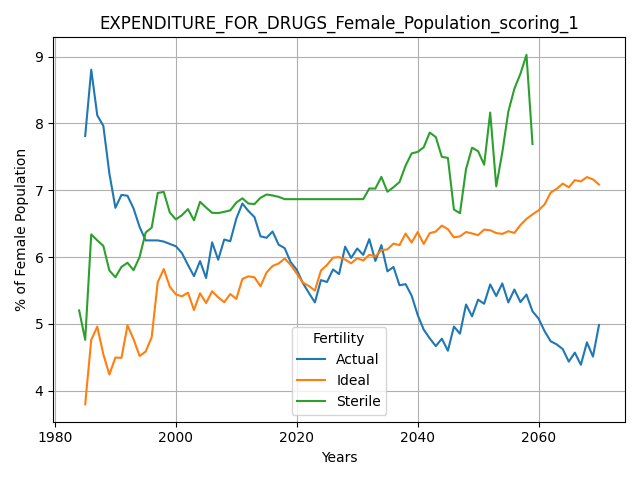 EXPENDITURE_FOR_DRUGS_Female_Population_scoring_1
% of Female Population
9
8
7
6
5
4
Fertility
Actual
Ideal
Sterile
1980 2000 2020 2040 2060
Years